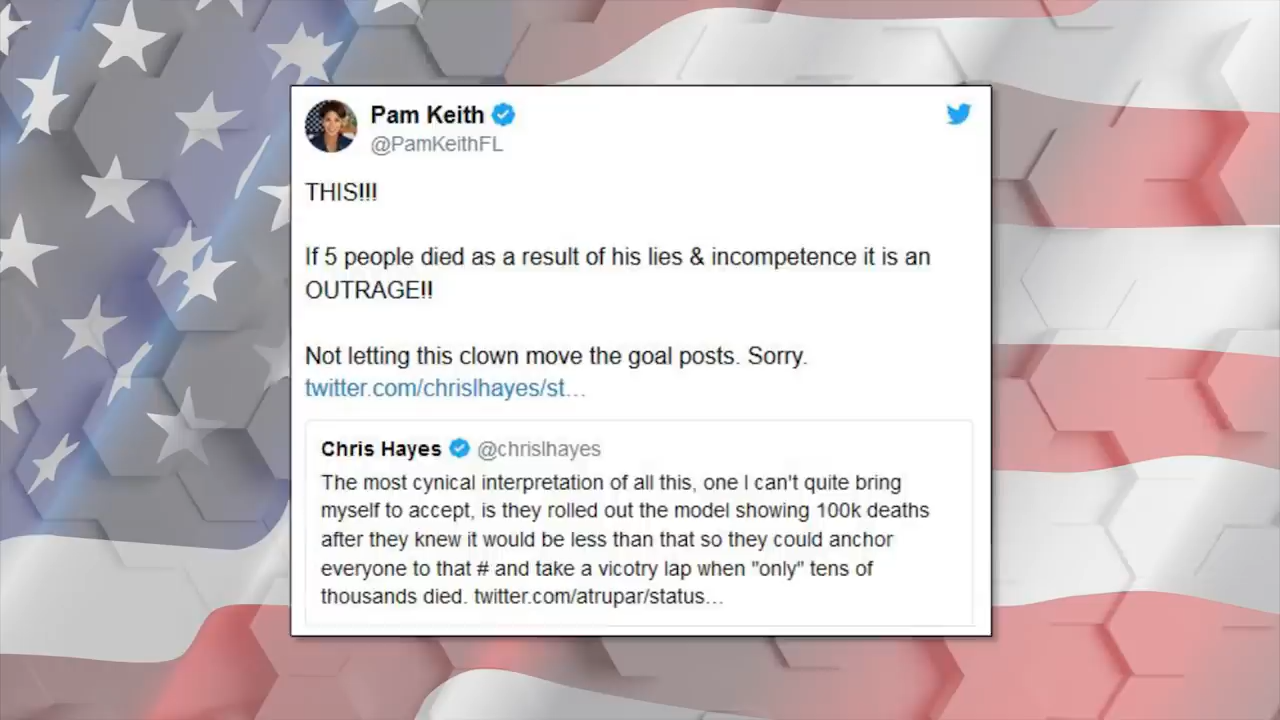 Pam Keith
@PamKeithFL
THIS!!!
If 5 people died as a result of his lies & incompetence it is an
OUTRAGE!!
Not letting this clown move the goal posts. Sorry.
twitter.com/chrislhayes/st…
Chris Hayes @chrislhayes
The most cynical interpretation of all this, one I can't quite bring
myself to accept, is they rolled out the model showing 100k deaths
after they knew it would be less than that so they could anchor
everyone to that # and take a vicotry lap when "only" tens of
thousands died. twitter.com/atrupar/status…